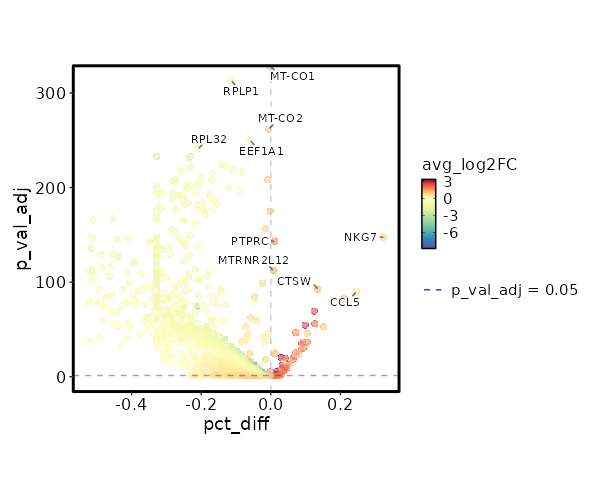 MT-CO1
RPLP1
MT-CO2
RPL32
EEF1A1
PTPRC
NKG7
MTRNR2L12
CTSW
CCL5
300
200
100
0
p_val_adj
-0.4
-0.2
0.0
0.2
pct_diff
avg_log2FC
3
0
-3
-6
p_val_adj = 0.05